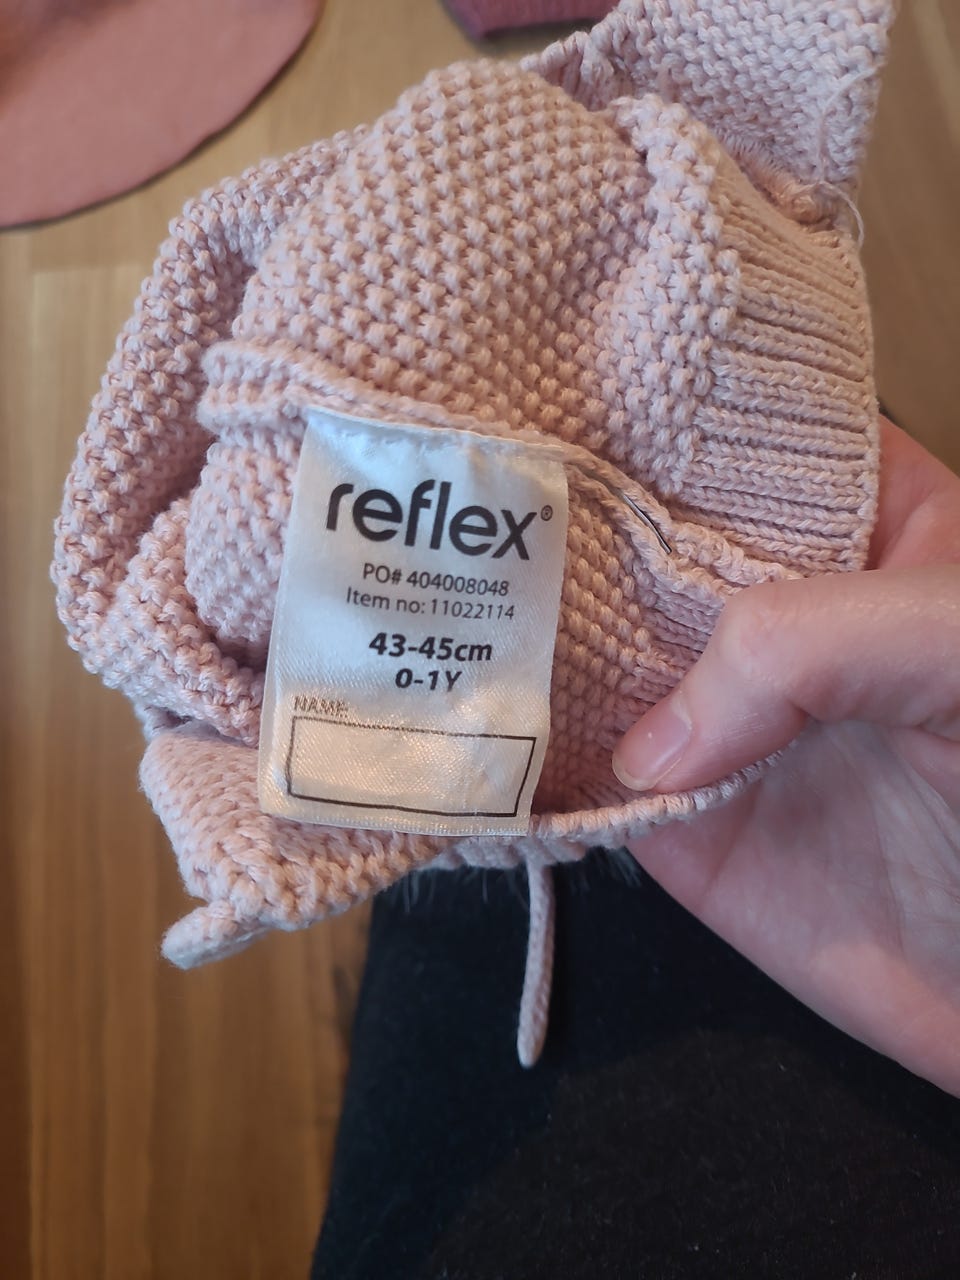 reflex®
PO# 404008048
Item no: 11022114
43-45cm
0-1Y
NAME: